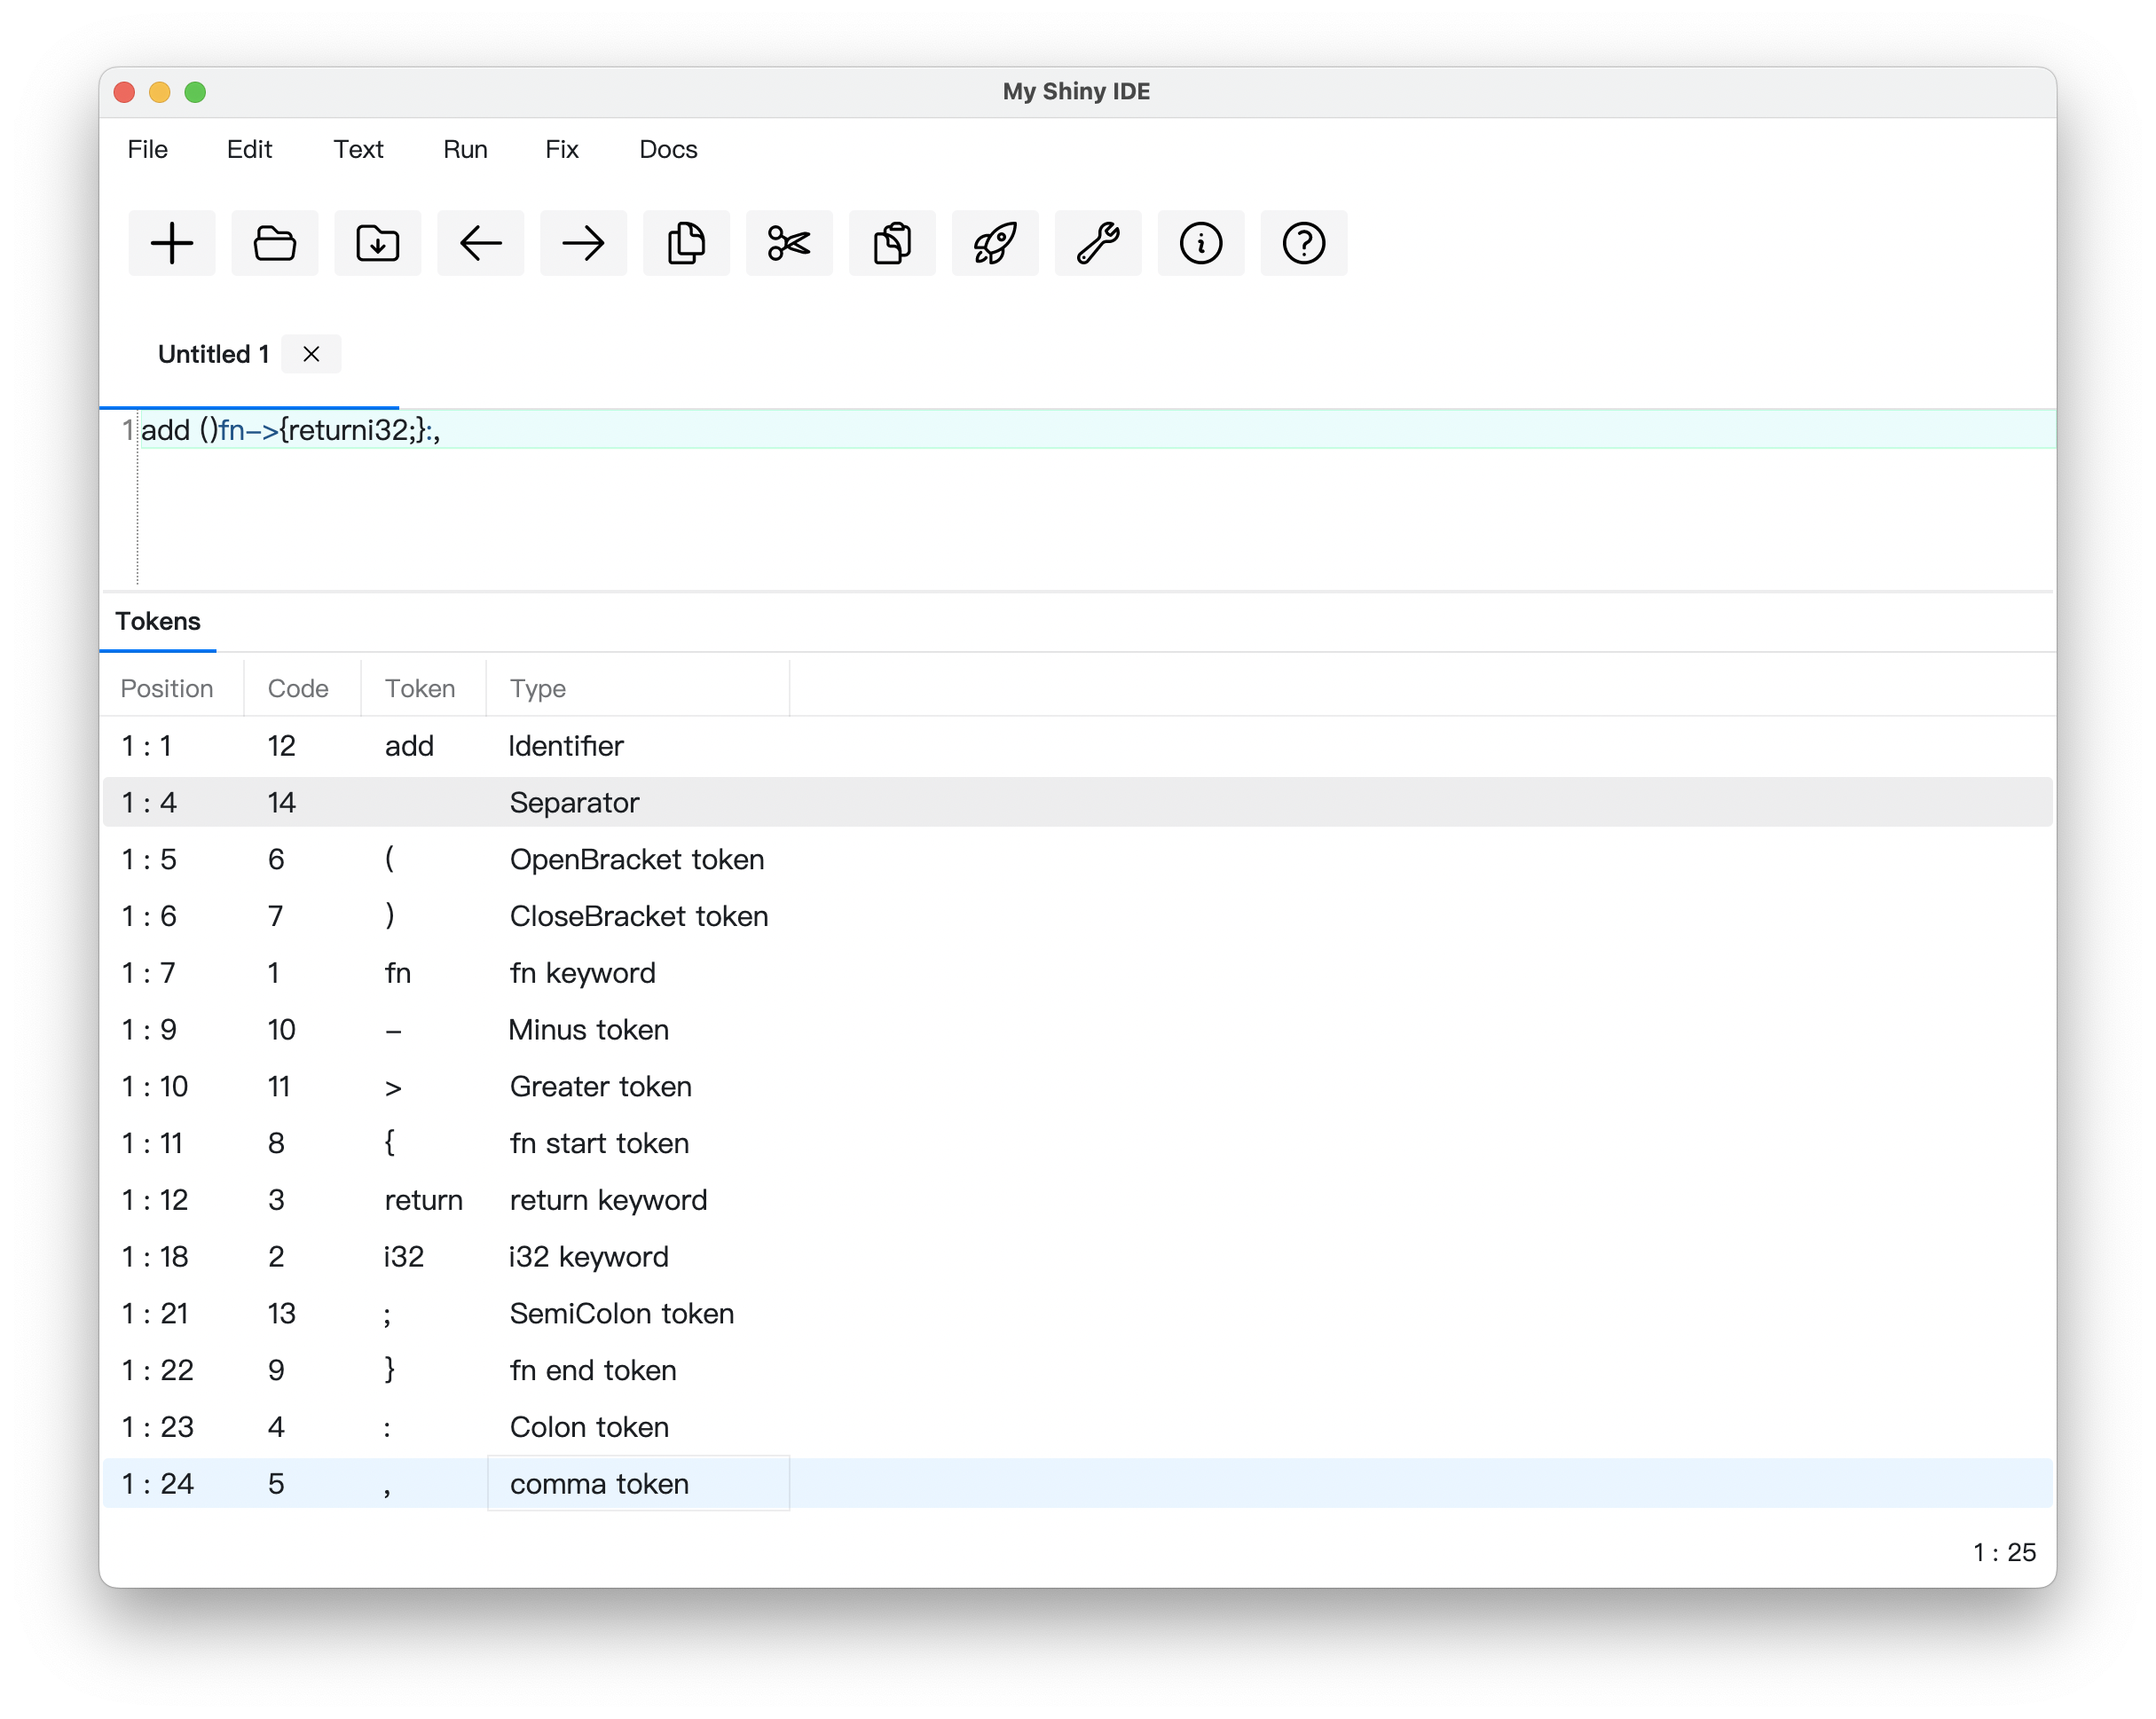 My Shiny IDE
File Edit Text Run Fix Docs
Untitled 1
1 add ()fn->{returni32;}:,
Tokens
Position Code Token Type
1 : 1 12 add Identifier
1 : 4 14 Separator
1 : 5 6 ( OpenBracket token
1 : 6 7 ) CloseBracket token
1 : 7 1 fn fn keyword
1 : 9 10 - Minus token
1 : 10 11 > Greater token
1 : 11 8 { fn start token
1 : 12 3 return return keyword
1 : 18 2 i32 i32 keyword
1 : 21 13 ; SemiColon token
1 : 22 9 } fn end token
1 : 23 4 : Colon token
1 : 24 5 , comma token
1 : 25